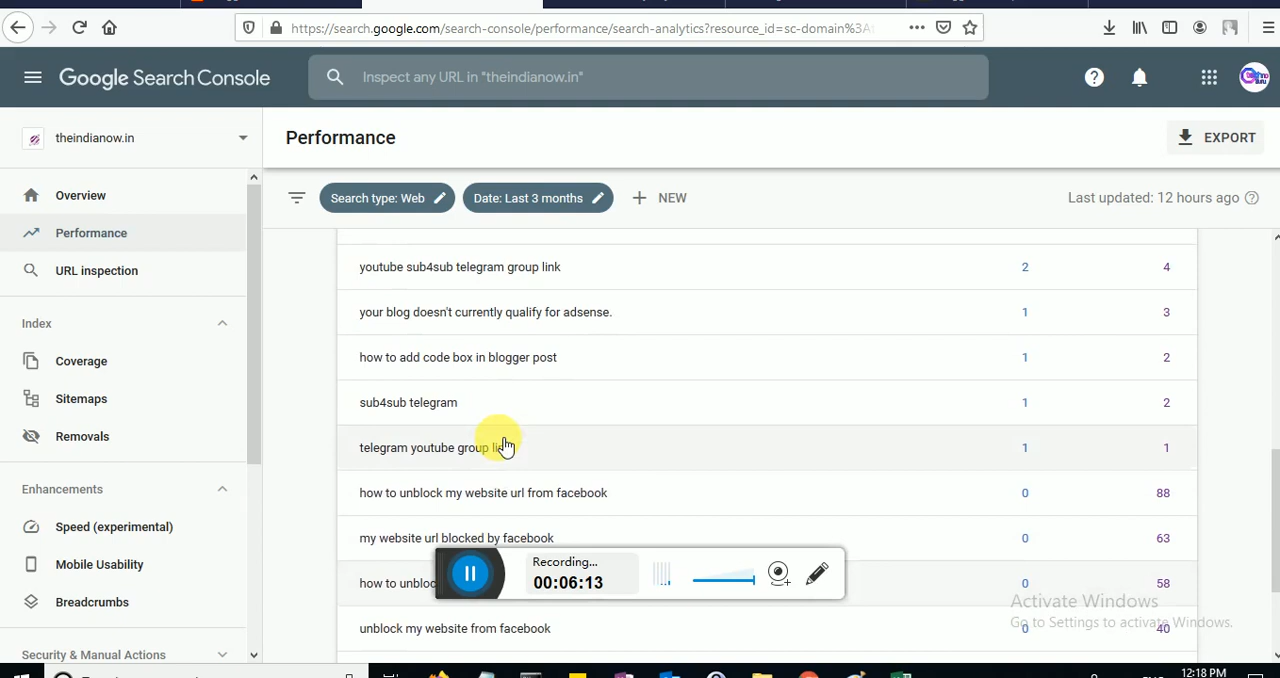 https://search.google.com/search-console/performance/search-analytics?resource_id=sc-domain%3A
Google Search Console
Inspect any URL in "theindianow.in"
theindianow.in
Performance
EXPORT
Overview
Search type: Web
Date: Last 3 months
NEW
Last updated: 12 hours ago
Performance
URL inspection
youtube sub4sub telegram group link 2 4
your blog doesn't currently qualify for adsense. 1 3
Index
how to add code box in blogger post 1 2
Coverage
Sitemaps
sub4sub telegram 1 2
Removals
telegram youtube group 1 1
Enhancements
how to unblock my website url from facebook 0 88
Speed (experimental)
my website url blocked by facebook 0 63
Mobile Usability
Recording...
00:06:13
how to 0 58
Breadcrumbs
Activate Windows
Go to Settings to activate Windows.
unblock my website from facebook 0 40
Security & Manual Actions
12:18 PM